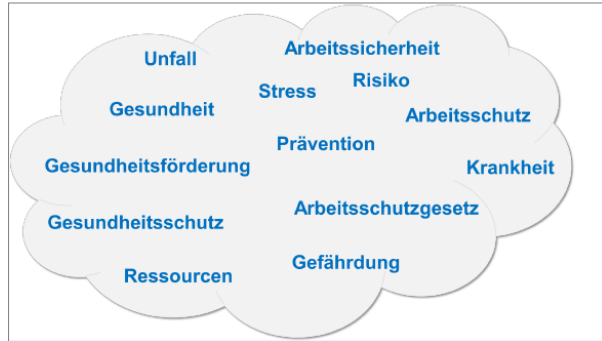 Arbeitssicherheit
Unfall
Risiko
Stress
Gesundheit
Arbeitsschutz
Prävention
Gesundheitsförderung
Krankheit
Arbeitsschutzgesetz
Gesundheitsschutz
Gefährdung
Ressourcen